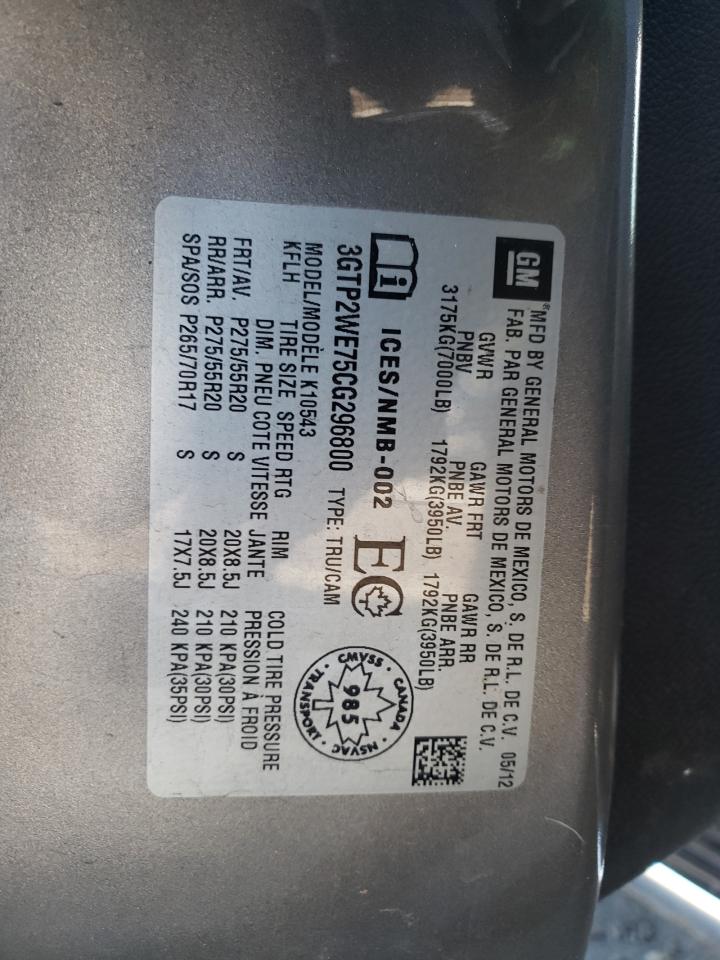 GM
®MFD BY GENERAL MOTORS DE MEXICO, S. DE R.L. DE C.V. 05/12
FAB. PAR GENERAL MOTORS DE MEXICO, S. DE R.L. DE C.V.
GVWR GAWR FRT GAWR RR
PNBV PNBE AV. PNBE ARR.
3175KG(7000LB) 1792KG(3950LB) 1792KG(3950LB)
i ICES/NMB-002 EC
CMVSS · CANADA · NSVAC · TRANSPORT ·
985
3GTP2WE75CG296800 TYPE: TRU/CAM
MODEL/MODÈLE K10543
KFLH TIRE SIZE SPEED RTG RIM COLD TIRE PRESSURE
DIM. PNEU COTE VITESSE JANTE PRESSION À FROID
FRT/AV. P275/55R20 S 20X8.5J 210 KPA(30PSI)
RR/ARR. P275/55R20 S 20X8.5J 210 KPA(30PSI)
SPA/SOS P265/70R17 S 17X7.5J 240 KPA(35PSI)